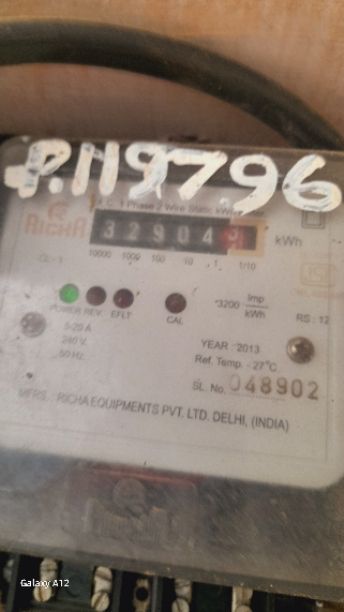 P.119796
A.C. 1 Phase 2 Wire Static kWh
RICHA
32904
kWh
10000 1000 100 10 1 1/10
CL - 1
POWER REV. EFLT
CAL
3200 Imp/kWh
RS : 12
5-20 A
240 V.
50 Hz.
YEAR : 2013
Ref. Temp. - 27°C
SL. No. 048902
MFRS. : RICHA EQUIPMENTS PVT. LTD. DELHI, (INDIA)
Galaxy A12